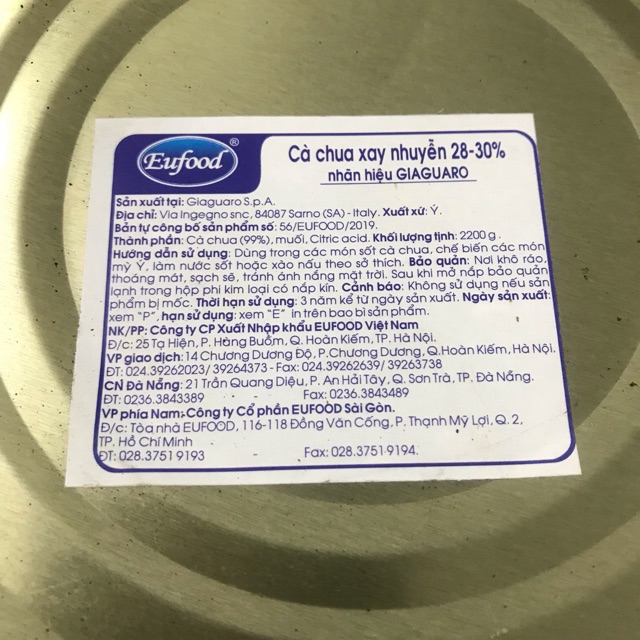 Eufood®
Cà chua xay nhuyễn 28-30%
nhãn hiệu GIAGUARO
Sản xuất tại: Giaguaro S.p.A.
Địa chỉ: Via Ingegno snc, 84087 Sarno (SA) - Italy. Xuất xứ: Ý.
Bản tự công bố sản phẩm số: 56/EUFOOD/2019.
Thành phần: Cà chua (99%), muối, Citric acid. Khối lượng tịnh: 2200 g.
Hướng dẫn sử dụng: Dùng trong các món sốt cà chua, chế biến các món
mỳ Ý, làm nước sốt hoặc xào nấu theo sở thích. Bảo quản: Nơi khô ráo,
thoáng mát, sạch sẽ, tránh ánh nắng mặt trời. Sau khi mở nắp bảo quản
lạnh trong hộp phi kim loại có nắp kín. Cảnh báo: Không sử dụng nếu sản
phẩm bị mốc. Thời hạn sử dụng: 3 năm kể từ ngày sản xuất. Ngày sản xuất:
xem "P", hạn sử dụng: xem "E" in trên bao bì sản phẩm.
NK/PP: Công ty CP Xuất Nhập khẩu EUFOOD Việt Nam
Đ/c: 25 Tạ Hiện, P. Hàng Buồm, Q. Hoàn Kiếm, TP. Hà Nội.
VP giao dịch: 14 Chương Dương Độ, P.Chương Dương, Q.Hoàn Kiếm, Hà Nội.
ĐT: 024.39262023/ 39264373 - Fax: 024.39262639/ 39263738
CN Đà Nẵng: 21 Trần Quang Diệu, P. An Hải Tây, Q. Sơn Trà, TP. Đà Nẵng.
ĐT: 0236.3843389 Fax: 0236.3843489
VP phía Nam: Công ty Cổ phần EUFOOD Sài Gòn.
Đ/c: Tòa nhà EUFOOD, 116-118 Đồng Văn Cống, P. Thạnh Mỹ Lợi, Q. 2,
TP. Hồ Chí Minh
ĐT: 028.3751 9193 Fax: 028.3751.9194.